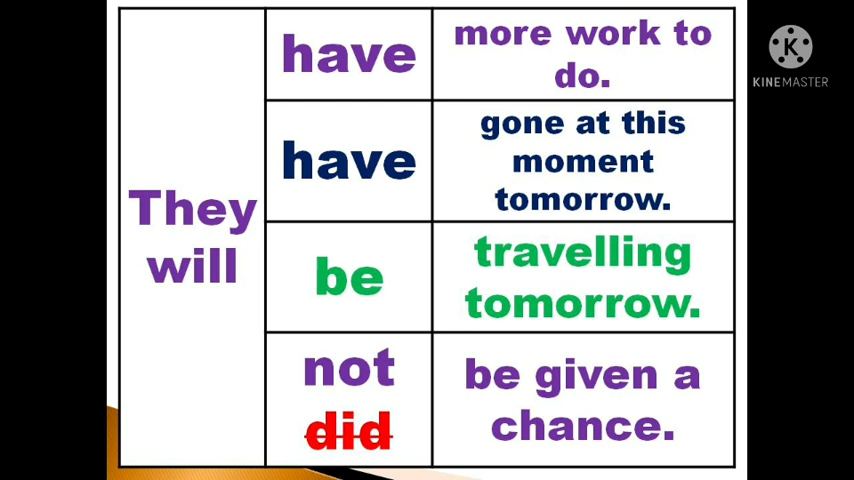 They
will
have
more work to
do.
have
gone at this
moment
tomorrow.
be
travelling
tomorrow.
not
did
be given a
chance.
K
KINEMASTER